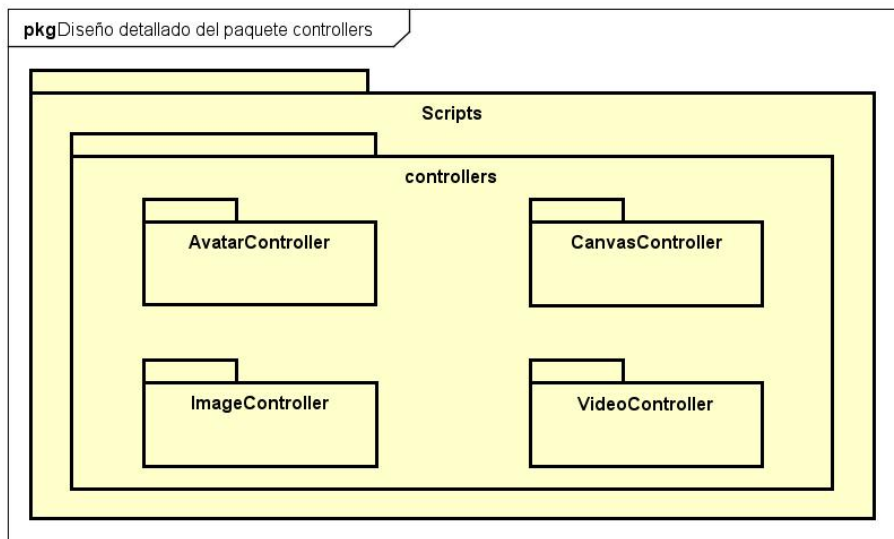 pkgDiseño detallado del paquete controllers
Scripts
controllers
AvatarController
CanvasController
ImageController
VideoController